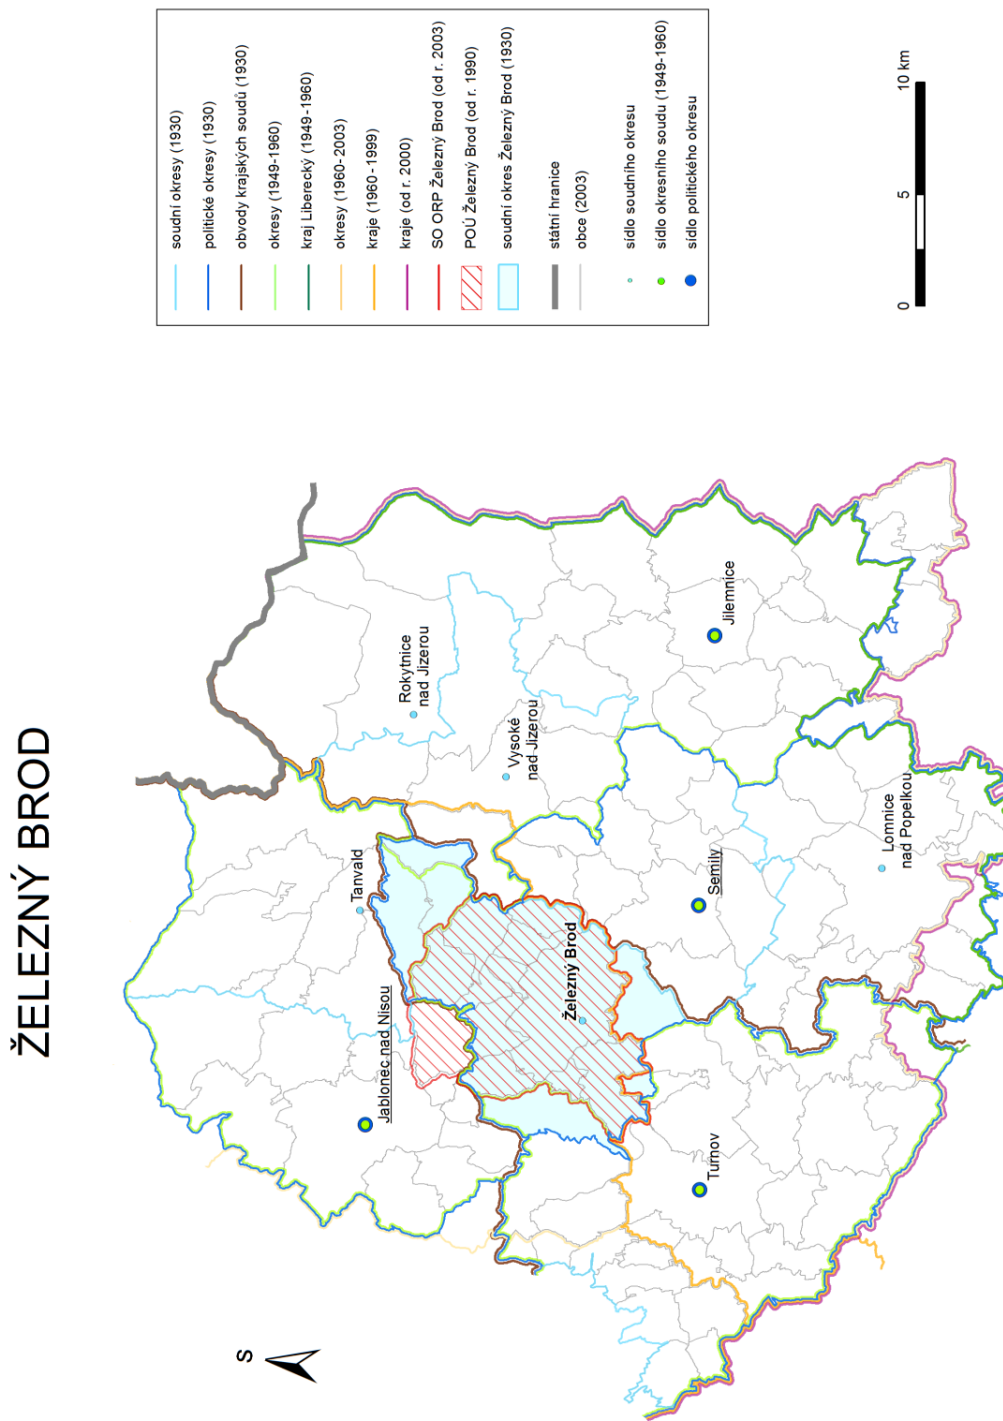 ŽELEZNÝ BROD
S
Tanvald
Jablonec nad Nisou
Rokytnice
nad Jizerou
Vysoké
nad Jizerou
Železný Brod
Semily
Jilemnice
Turnov
Lomnice
nad Popelkou
soudní okresy (1930)
politické okresy (1930)
obvody krajských soudů (1930)
okresy (1949-1960)
kraj Liberecký (1949-1960)
okresy (1960-2003)
kraje (1960-1999)
kraje (od r. 2000)
SO ORP Železný Brod (od r. 2003)
POÚ Železný Brod (od r. 1990)
soudní okres Železný Brod (1930)
státní hranice
obce (2003)
sídlo soudního okresu
sídlo okresního soudu (1949-1960)
sídlo politického okresu
0 5 10 km